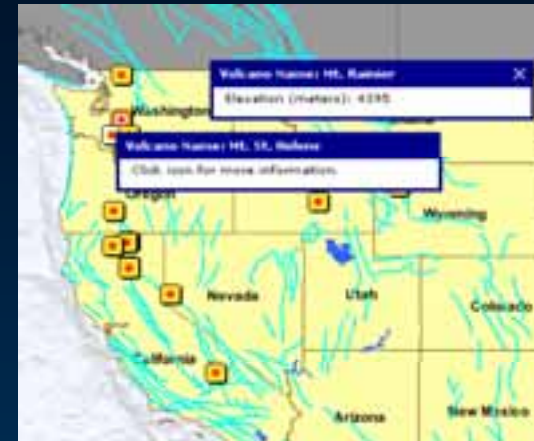 Volcano Name: Mt. Rainier X
Elevation (meters): 4395
Washington
Volcano Name: Mt. St. Helens
Click icon for more information.
Oregon
Wyoming
Nevada
Utah
Colorado
California
Arizona
New Mexico